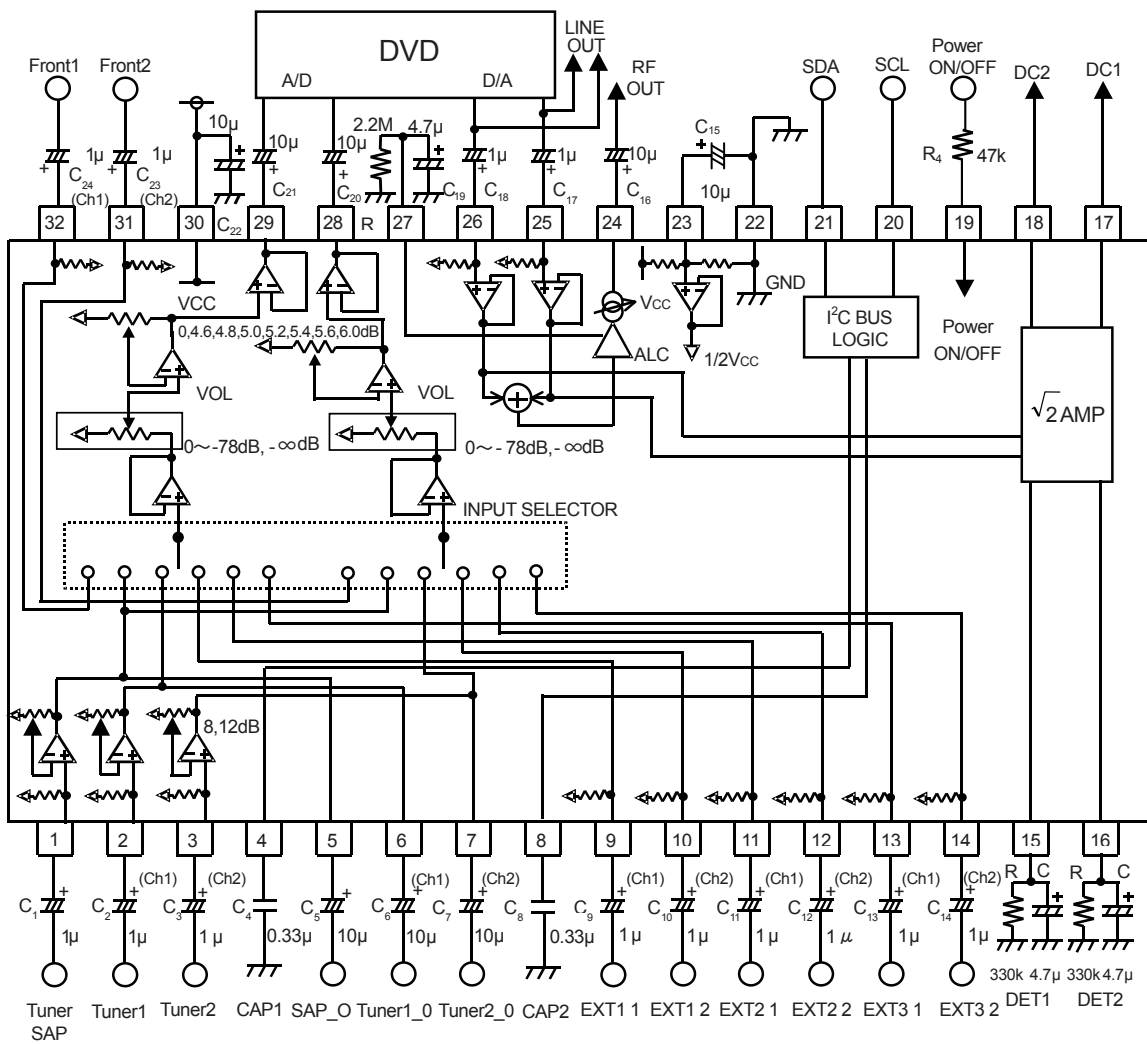 DVD
A/D D/A
LINE OUT
RF OUT
Front1 Front2
SDA SCL
Power ON/OFF
DC2 DC1
10μ
1μ 1μ
C24 (Ch1)
C23 (Ch2)
C22
10μ
C21
10μ
C20
2.2M 4.7μ
R
C19
1μ
C18
1μ
C17
10μ
C16
C15
10μ
R4 47k
32 31 30 29 28 27 26 25 24 23 22 21 20 19 18 17
VCC
0,4.6,4.8,5.0,5.2,5.4,5.6,6.0dB
VOL VOL
0～-78dB, -∞dB
0～-78dB, -∞dB
VCC
ALC
1/2VCC
GND
I²C BUS LOGIC
Power ON/OFF
√2 AMP
INPUT SELECTOR
8,12dB
1 2 3 4 5 6 7 8 9 10 11 12 13 14 15 16
(Ch1) (Ch2) (Ch1) (Ch2) (Ch1) (Ch2) (Ch1) (Ch2) (Ch1) (Ch2)
C1 C2 C3 C4 C5 C6 C7 C8 C9 C10 C11 C12 C13 C14
R C R C
1μ 1μ 1μ 0.33μ 10μ 10μ 10μ 0.33μ 1μ 1μ 1μ 1μ 1μ 1μ
330k 4.7μ 330k 4.7μ
Tuner SAP
Tuner1 Tuner2 CAP1 SAP_O Tuner1_0 Tuner2_0 CAP2 EXT1 1 EXT1 2 EXT2 1 EXT2 2 EXT3 1 EXT3 2 DET1 DET2